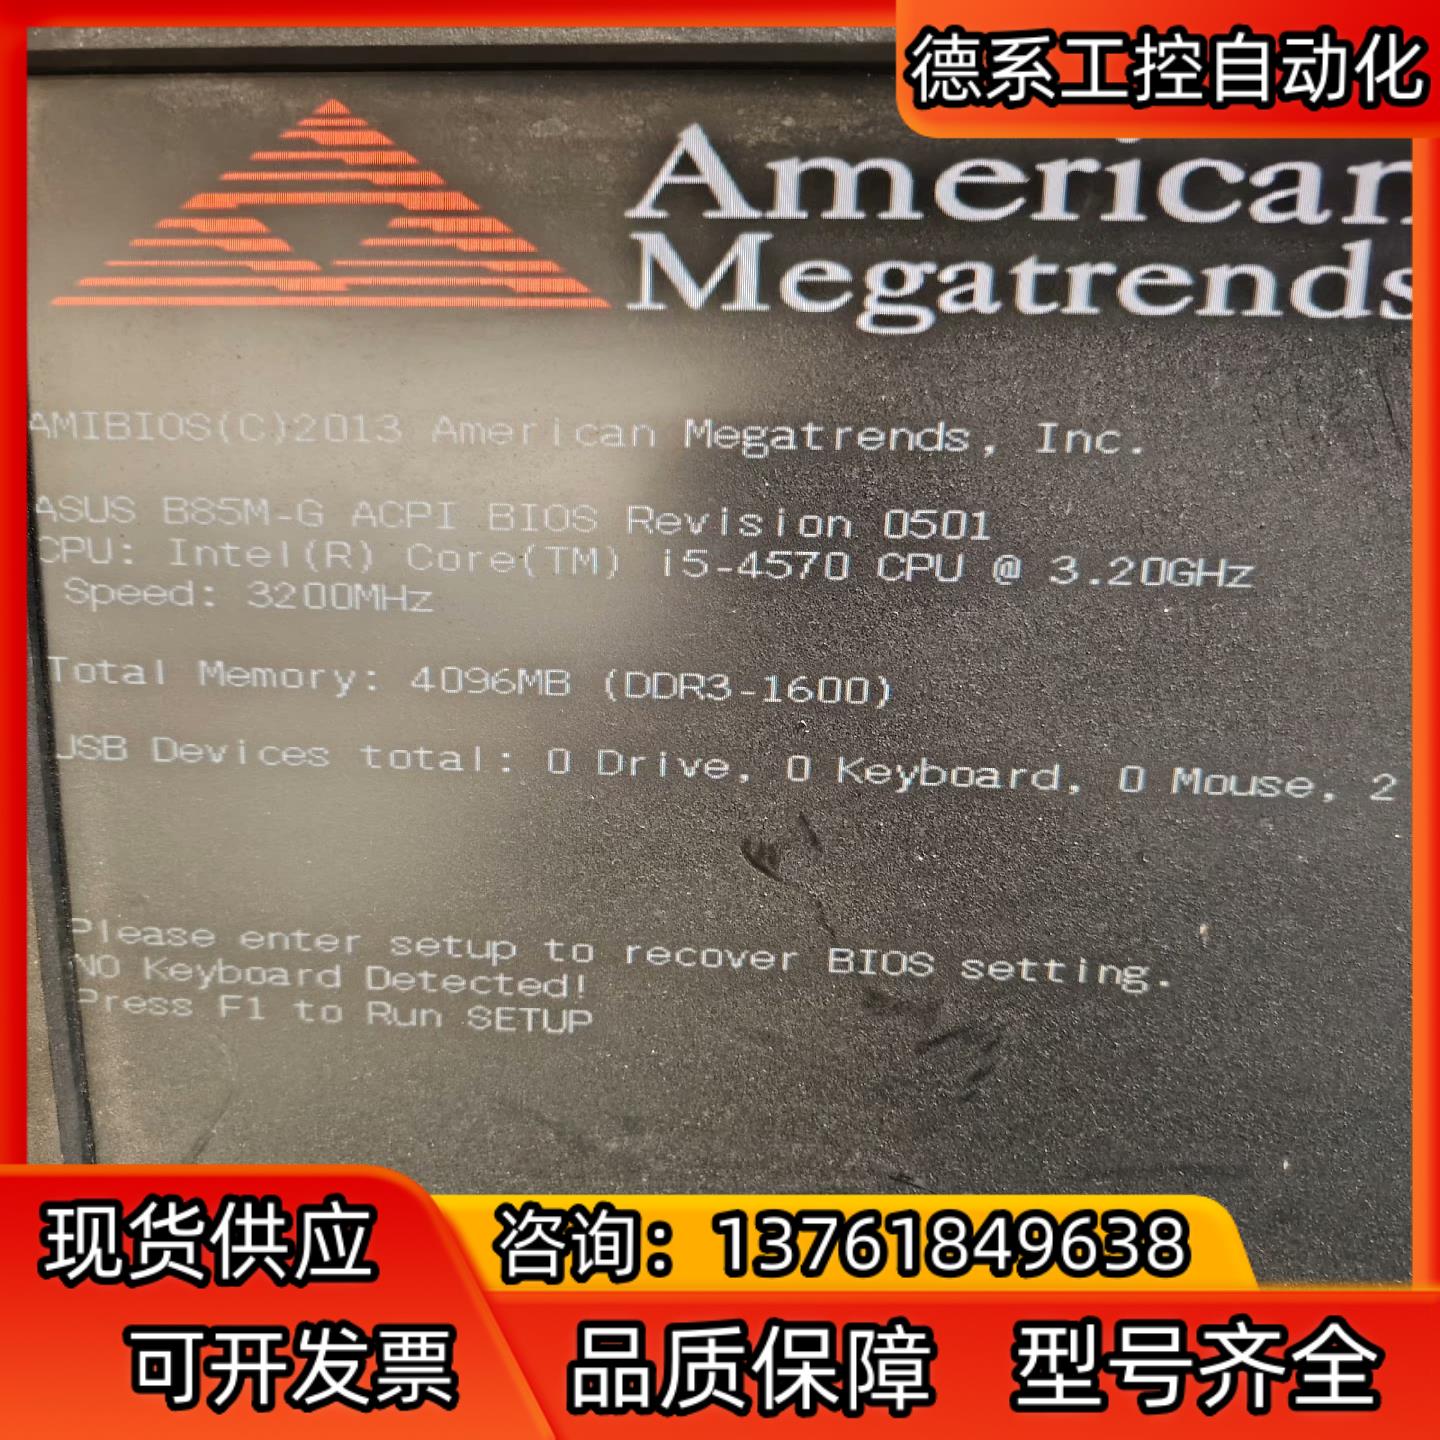 德系工控自动化
American
Megatrends
AMIBIOS(C)2013 American Megatrends, Inc.
ASUS B85M-G ACPI BIOS Revision 0501
CPU: Intel(R) Core(TM) i5-4570 CPU @ 3.20GHz
Speed: 3200MHz
Total Memory: 4096MB (DDR3-1600)
USB Devices total: 0 Drive, 0 Keyboard, 0 Mouse, 2
Please enter setup to recover BIOS setting.
NO Keyboard Detected!
Press F1 to Run SETUP
现货供应
咨询：13761849638
可开发票
品质保障
型号齐全